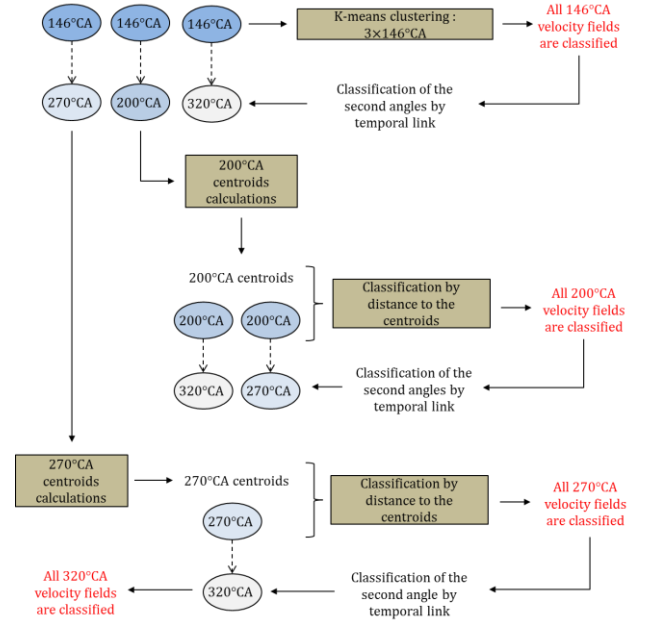 146°CA
146°CA
146°CA
K-means clustering :
3×146°CA
All 146°CA
velocity fields
are classified
270°CA
200°CA
320°CA
Classification of the
second angles by
temporal link
200°CA
centroids
calculations
200°CA centroids
Classification by
distance to the
centroids
All 200°CA
velocity fields
are classified
200°CA
200°CA
320°CA
270°CA
Classification of the
second angles by
temporal link
270°CA
centroids
calculations
270°CA centroids
Classification by
distance to the
centroids
All 270°CA
velocity fields
are classified
270°CA
All 320°CA
velocity fields
are classified
320°CA
Classification of the
second angle by
temporal link